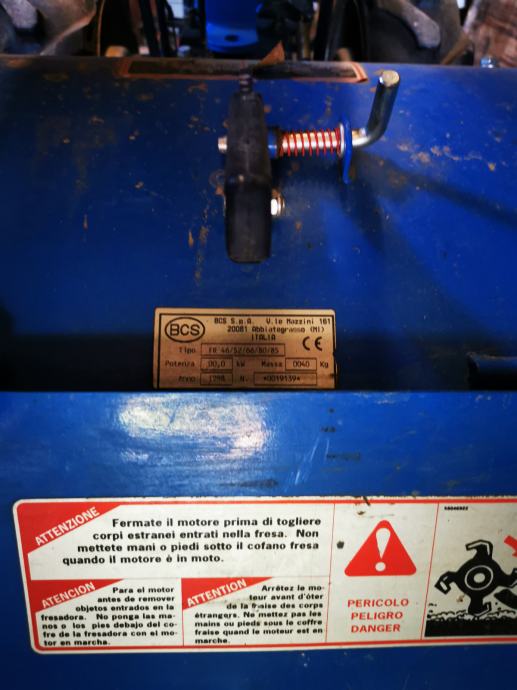 BCS
BCS S.p.A. V.le Mazzini 161
20081 Abbiategrasso (MI)
ITALIA
CE
Tipo FR 46/52/66/80/85
Potenza 00,0 kW Massa 0040 Kg
Anno 1998 N. *0019139*
ATTENZIONE
Fermate il motore prima di togliere
corpi estranei entrati nella fresa. Non
mettete mani o piedi sotto il cofano fresa
quando il motore è in moto.
ATENCION
Para el motor
antes de remover
objetos entrados en la
fresadora. No ponga las ma-
nos o los pies debajo del co-
fre de la fresadora con el mo-
tor en marcha.
ATTENTION
Arrêtez le mo-
teur avant d'ôter
de la fraise des corps
étrangers. Ne mettez pas les
mains ou pieds sous le coffre
fraise quand le moteur est en
marche.
PERICOLO
PELIGRO
DANGER